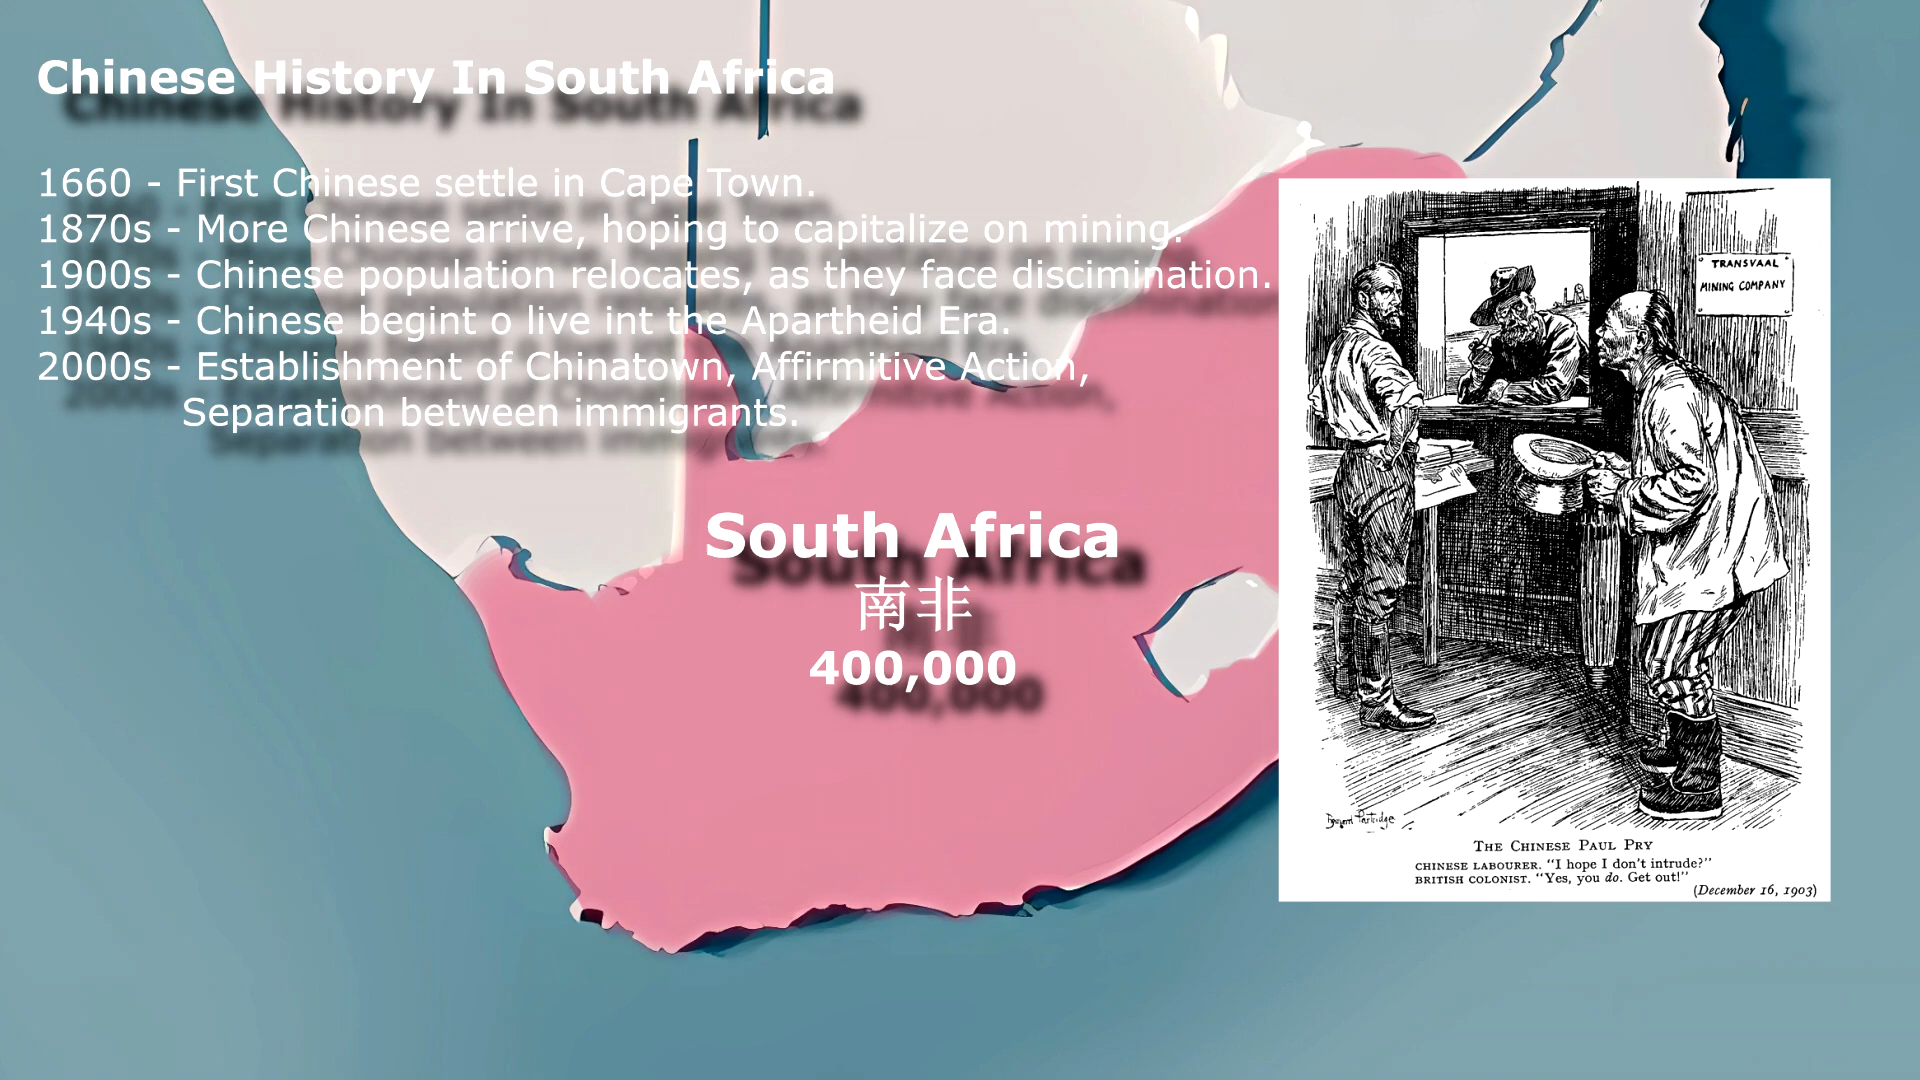 Chinese History In South Africa
1660 - First Chinese settle in Cape Town.
1870s - More Chinese arrive, hoping to capitalize on mining.
1900s - Chinese population relocates, as they face discimination.
1940s - Chinese begint o live int the Apartheid Era.
2000s - Establishment of Chinatown, Affirmitive Action,
Separation between immigrants.
South Africa
南非
400,000
TRANSVAAL
MINING COMPANY
Bernard Partridge
THE CHINESE PAUL PRY
CHINESE LABOURER. "I hope I don't intrude?"
BRITISH COLONIST. "Yes, you do. Get out!"
(December 16, 1903)